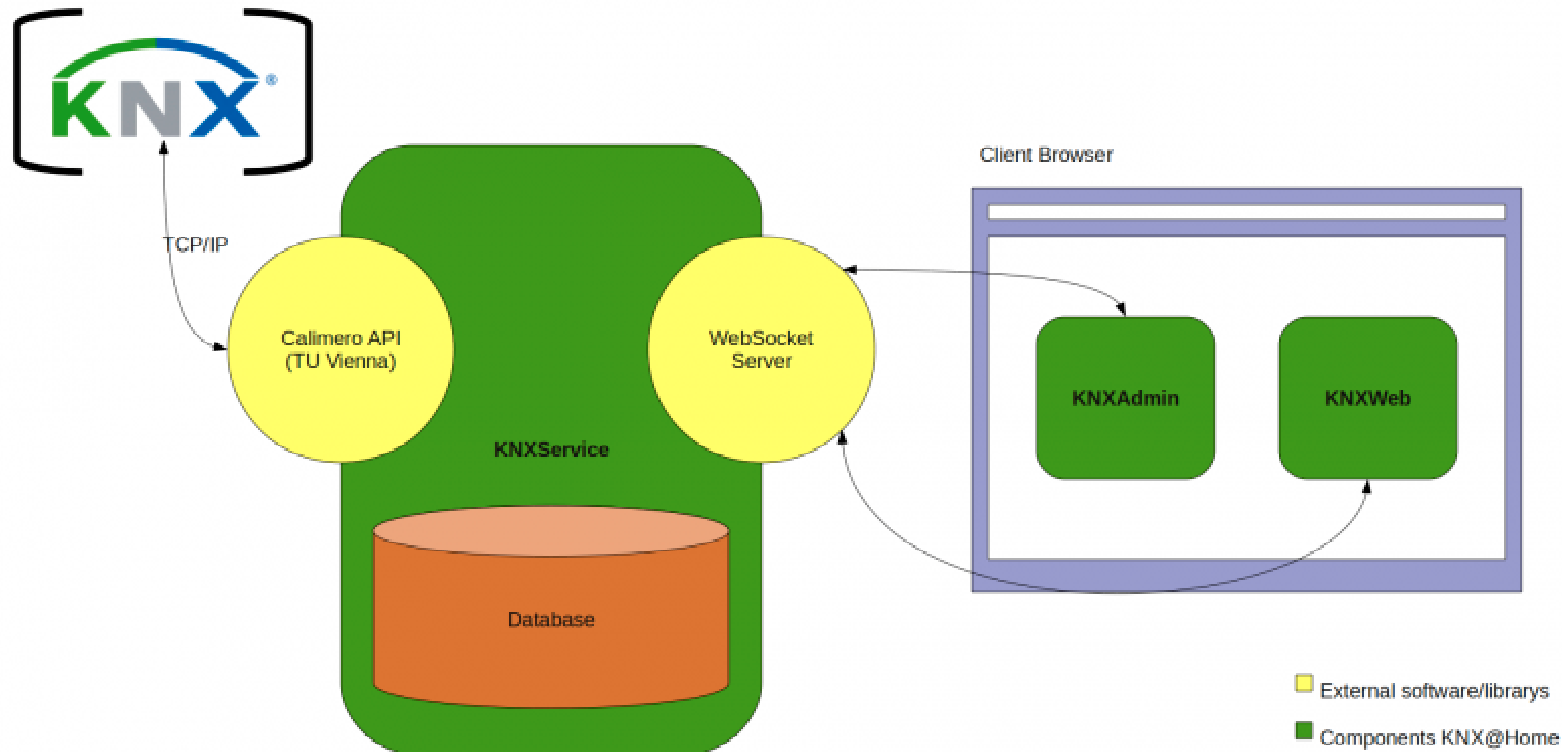 KNX®
Client Browser
TCP/IP
Calimero API
(TU Vienna)
WebSocket
Server
KNXAdmin
KNXWeb
KNXService
Database
External software/librarys
Components KNX@Home